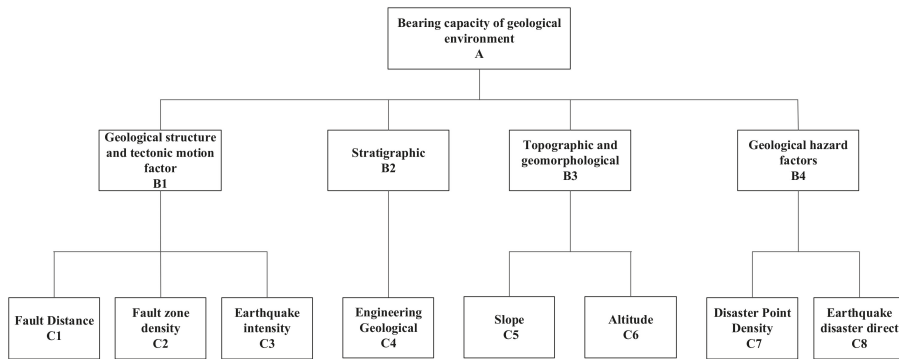 Bearing capacity of geological
environment
A
Geological structure
and tectonic motion
factor
B1
Stratigraphic
B2
Topographic and
geomorphological
B3
Geological hazard
factors
B4
Fault Distance
C1
Fault zone
density
C2
Earthquake
intensity
C3
Engineering
Geological
C4
Slope
C5
Altitude
C6
Disaster Point
Density
C7
Earthquake
disaster direct
C8